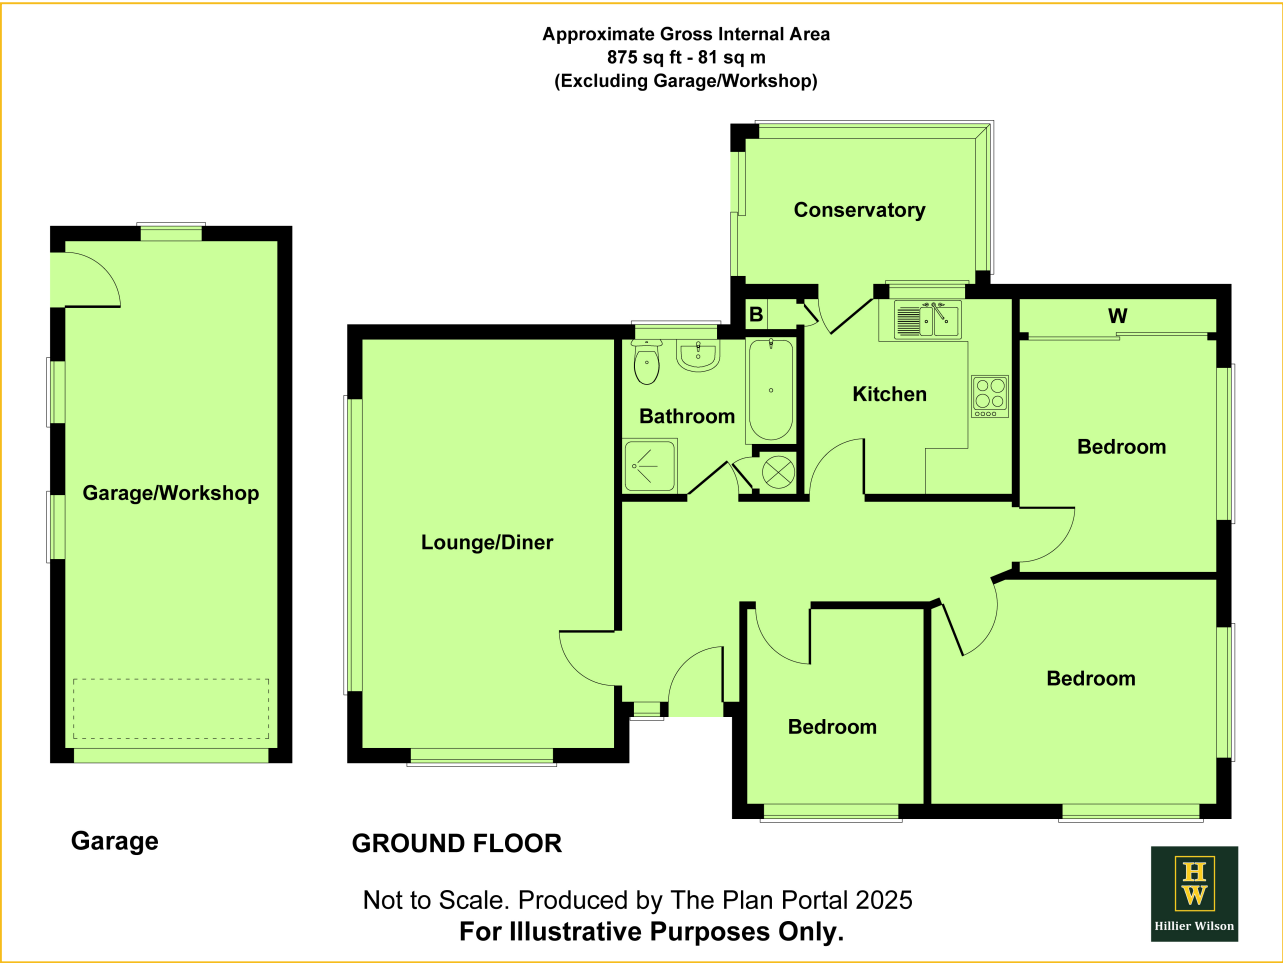 Approximate Gross Internal Area
875 sq ft - 81 sq m
(Excluding Garage/Workshop)
Conservatory
B
W
Kitchen
Bathroom
Bedroom
Garage/Workshop
Lounge/Diner
Bedroom
Bedroom
Garage
GROUND FLOOR
Not to Scale. Produced by The Plan Portal 2025
For Illustrative Purposes Only.
H
W
Hillier Wilson